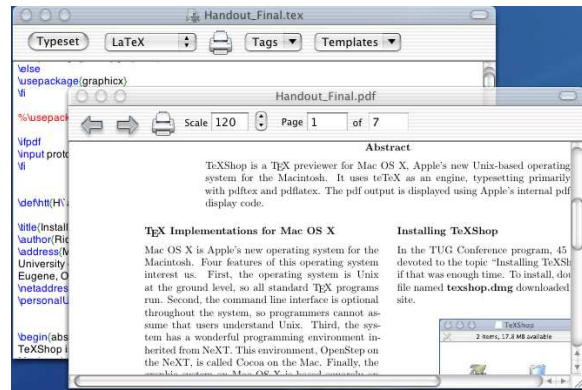 Handout_Final.tex
Typeset LaTeX Tags Templates
\else
\usepackage{graphicx}
\fi
%\usepack
\ifpdf
\input proto
\fi
\def\htt{H\`a
\title{Install
\author{Ric
\address{M
University
Eugene, O
\netaddres
\personalU
\begin{abs
TeXShop i
Handout_Final.pdf
Scale 120 Page 1 of 7
Abstract
TeXShop is a TEX previewer for Mac OS X, Apple's new Unix-based operating
system for the Macintosh. It uses teTeX as an engine, typesetting primarily
with pdftex and pdflatex. The pdf output is displayed using Apple's internal pdf
display code.
TEX Implementations for Mac OS X
Mac OS X is Apple's new operating system for the
Macintosh. Four features of this operating system
interest us. First, the operating system is Unix
at the ground level, so all standard TEX programs
run. Second, the command line interface is optional
throughout the system, so programmers cannot as-
sume that users understand Unix. Third, the sys-
tem has a wonderful programming environment in-
herited from NeXT. This environment, OpenStep on
the NeXT, is called Cocoa on the Mac. Finally, the
Installing TeXShop
In the TUG Conference program, 45
devoted to the topic "Installing TeXSh
if that was enough time. To install, do
file named texshop.dmg downloaded
site.
TeXShop
2 items, 17.8 MB available